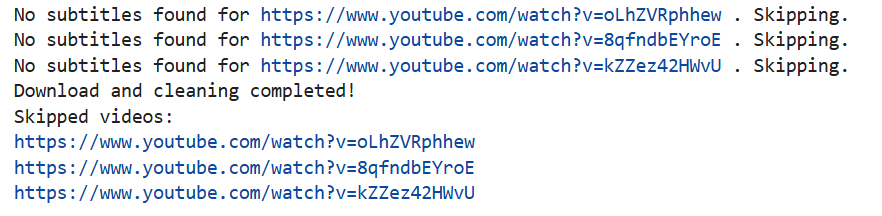 No subtitles found for https://www.youtube.com/watch?v=oLhZVRphhew . Skipping.
No subtitles found for https://www.youtube.com/watch?v=8qfndbEYroE . Skipping.
No subtitles found for https://www.youtube.com/watch?v=kZZez42HWvU . Skipping.
Download and cleaning completed!
Skipped videos:
https://www.youtube.com/watch?v=oLhZVRphhew
https://www.youtube.com/watch?v=8qfndbEYroE
https://www.youtube.com/watch?v=kZZez42HWvU